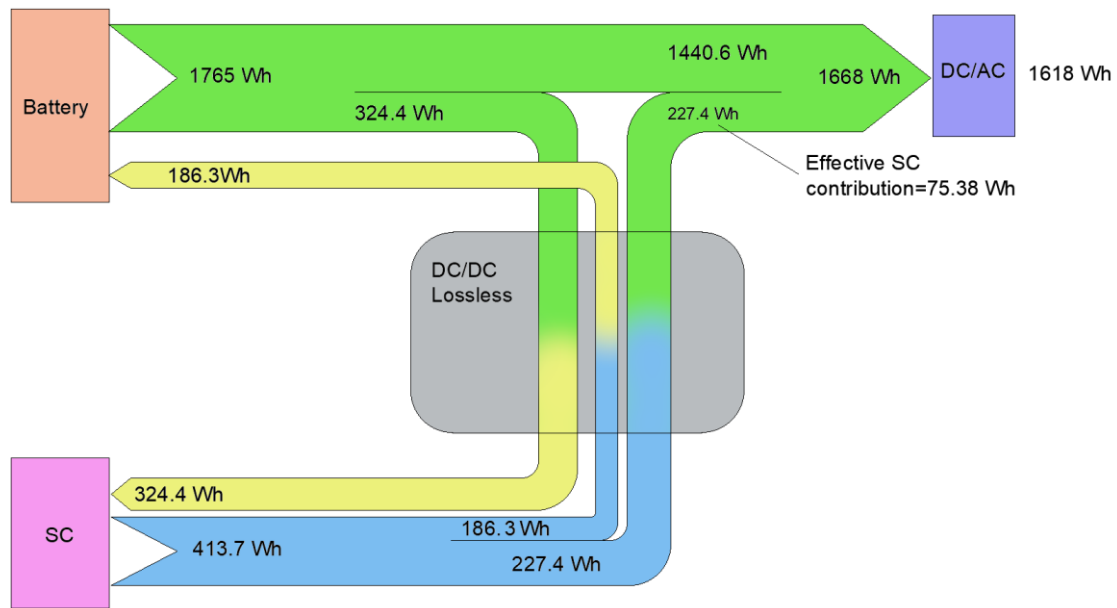 1440.6 Wh
1765 Wh
1668 Wh
DC/AC
1618 Wh
Battery
324.4 Wh
227.4 Wh
186.3Wh
Effective SC
contribution=75.38 Wh
DC/DC
Lossless
324.4 Wh
186.3 Wh
SC
413.7 Wh
227.4 Wh